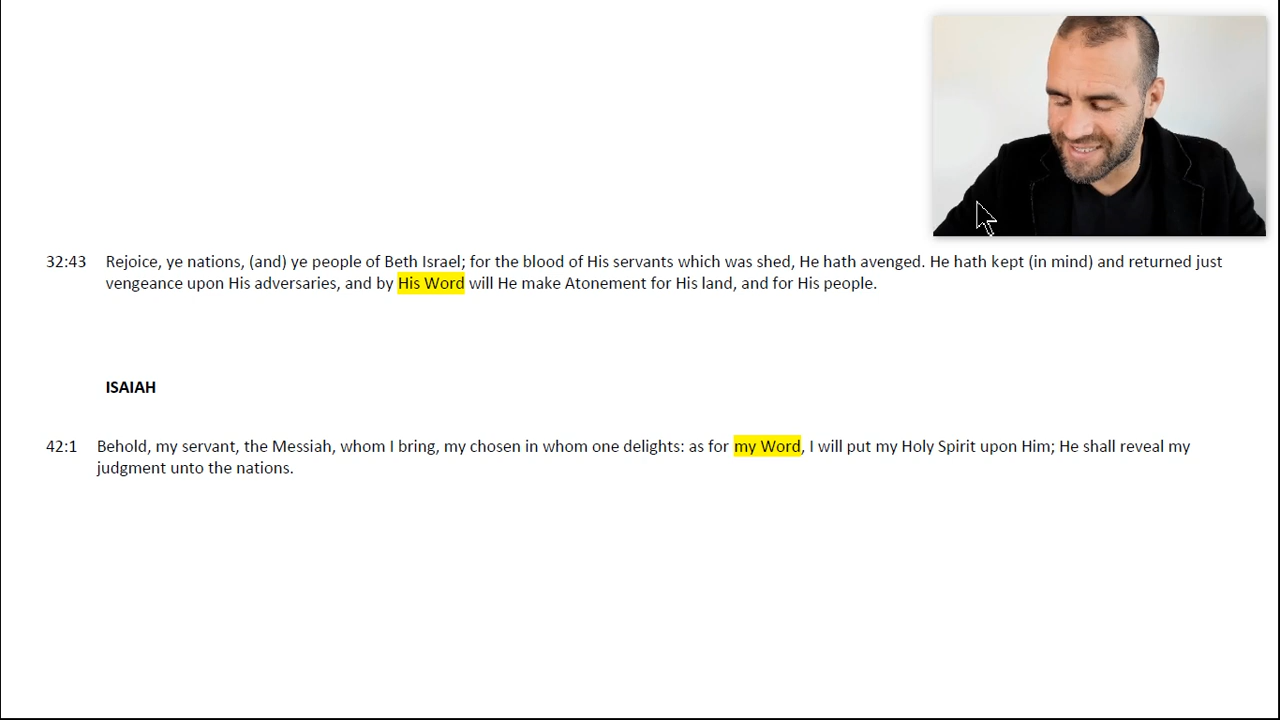 32:43 Rejoice, ye nations, (and) ye people of Beth Israel; for the blood of His servants which was shed, He hath avenged. He hath kept (in mind) and returned just
vengeance upon His adversaries, and by His Word will He make Atonement for His land, and for His people.
ISAIAH
42:1 Behold, my servant, the Messiah, whom I bring, my chosen in whom one delights: as for my Word, I will put my Holy Spirit upon Him; He shall reveal my
judgment unto the nations.